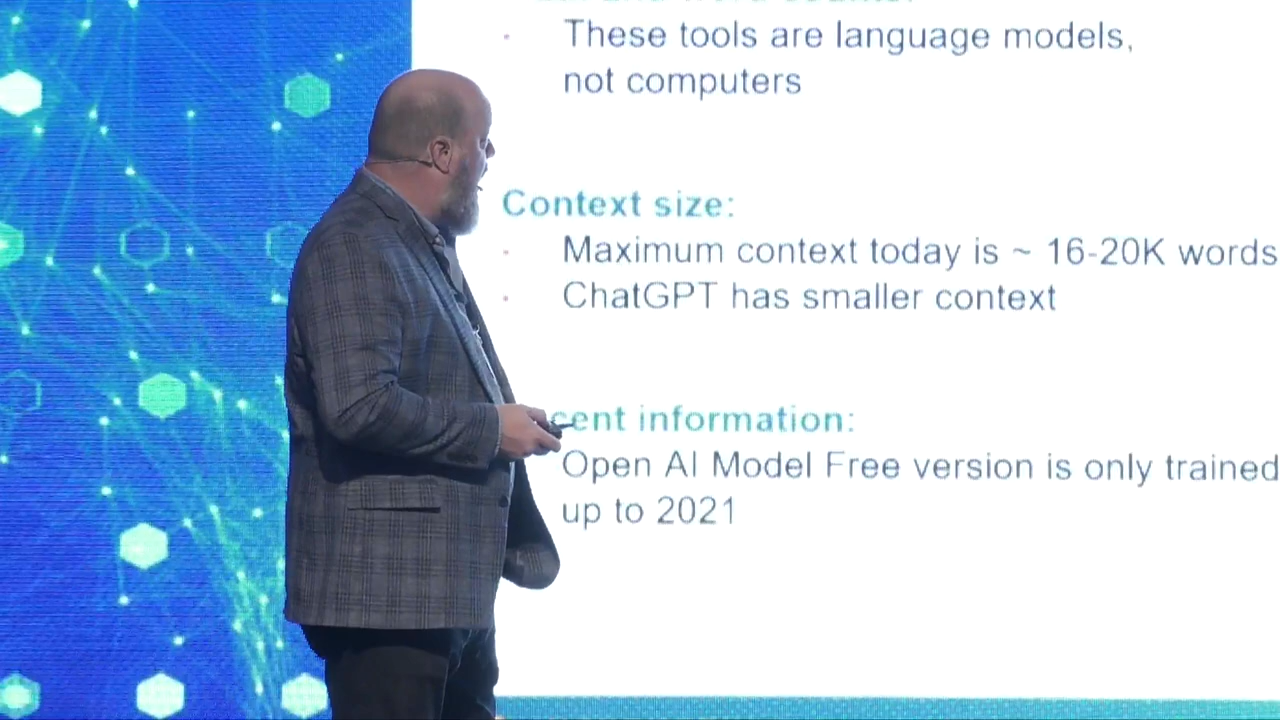 These tools are language models,
not computers
Context size:
Maximum context today is ~ 16-20K words
ChatGPT has smaller context
cent information:
Open AI Model Free version is only trained
up to 2021